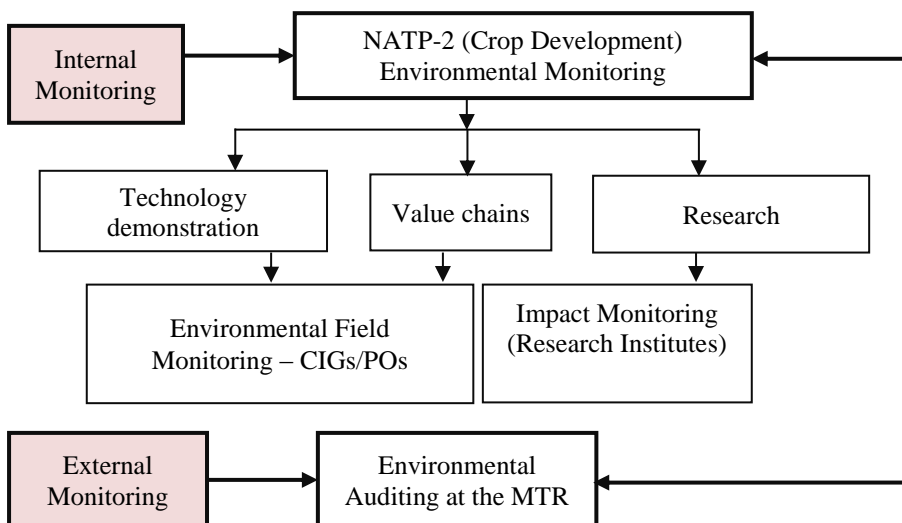 Internal
Monitoring
NATP-2 (Crop Development)
Environmental Monitoring
Technology
demonstration
Value chains
Research
Environmental Field
Monitoring – CIGs/POs
Impact Monitoring
(Research Institutes)
External
Monitoring
Environmental
Auditing at the MTR